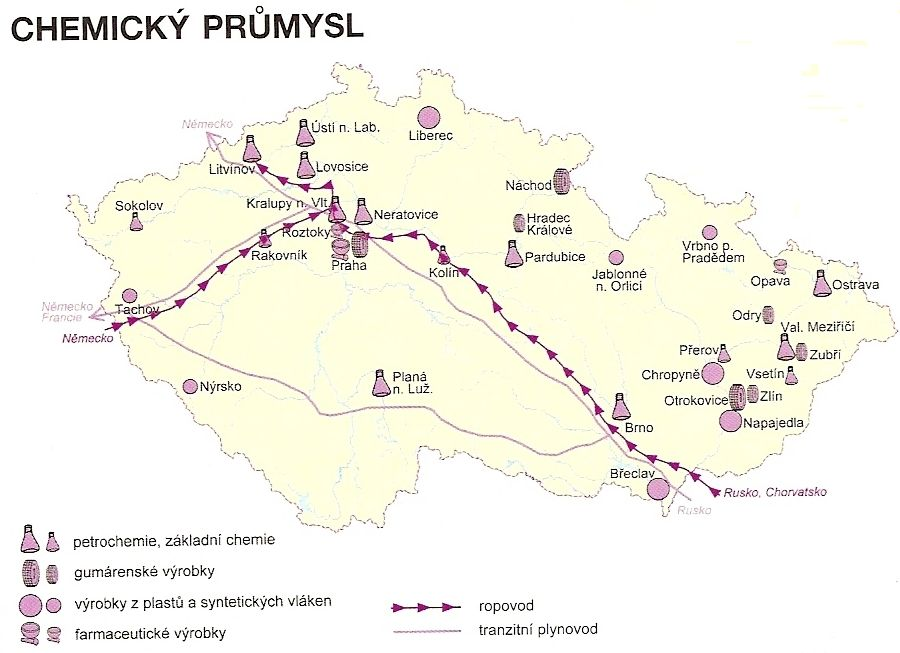 CHEMICKÝ PRŮMYSL
Německo
Ústí n. Lab.
Liberec
Litvínov
Lovosice
Náchod
Sokolov
Kralupy n. Vlt.
Neratovice
Hradec
Králové
Roztoky
Rakovník
Praha
Kolín
Pardubice
Jablonné
n. Orlicí
Vrbno p.
Pradědem
Opava
Ostrava
Německo
Francie
Tachov
Německo
Odry
Val. Meziříčí
Přerov
Zubří
Nýrsko
Planá
n. Luž.
Chropyně
Vsetín
Otrokovice
Zlín
Brno
Napajedla
Břeclav
Rusko, Chorvatsko
Rusko
petrochemie, základní chemie
gumárenské výrobky
výrobky z plastů a syntetických vláken
farmaceutické výrobky
ropovod
tranzitní plynovod